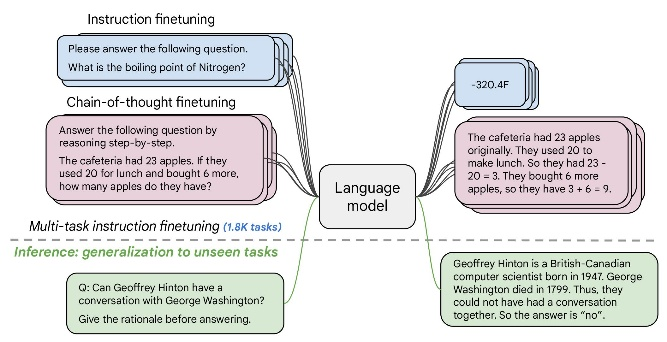 Instruction finetuning
Please answer the following question.
What is the boiling point of Nitrogen?
-320.4F
Chain-of-thought finetuning
Answer the following question by
reasoning step-by-step.
The cafeteria had 23 apples. If they
used 20 for lunch and bought 6 more,
how many apples do they have?
Language
model
The cafeteria had 23 apples
originally. They used 20 to
make lunch. So they had 23 -
20 = 3. They bought 6 more
apples, so they have 3 + 6 = 9.
Multi-task instruction finetuning (1.8K tasks)
Inference: generalization to unseen tasks
Q: Can Geoffrey Hinton have a
conversation with George Washington?
Give the rationale before answering.
Geoffrey Hinton is a British-Canadian
computer scientist born in 1947. George
Washington died in 1799. Thus, they
could not have had a conversation
together. So the answer is “no”.